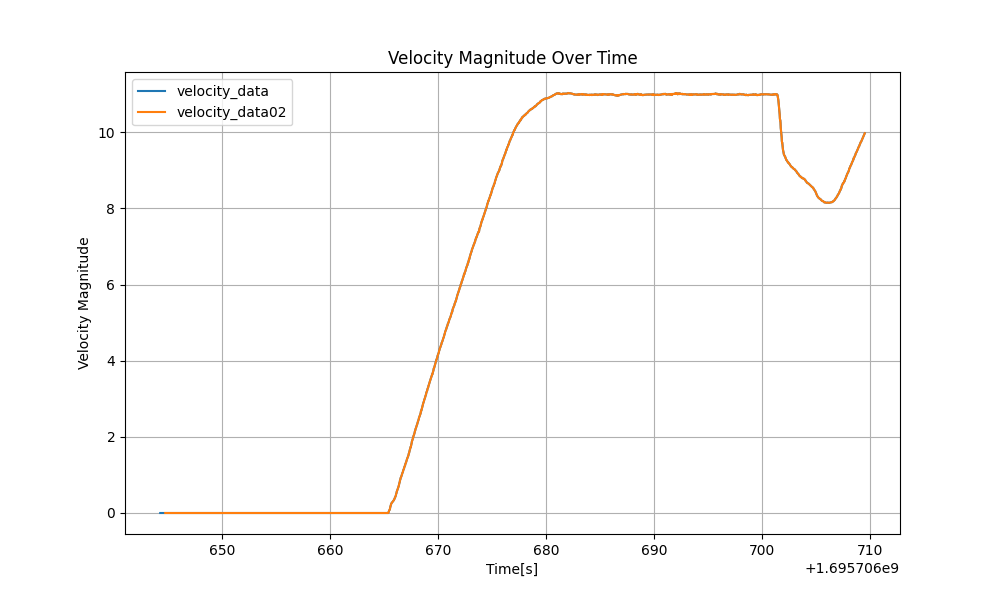 Velocity Magnitude Over Time
velocity_data
velocity_data02
Velocity Magnitude
10
8
6
4
2
0
650 660 670 680 690 700 710
Time[s]
+1.695706e9